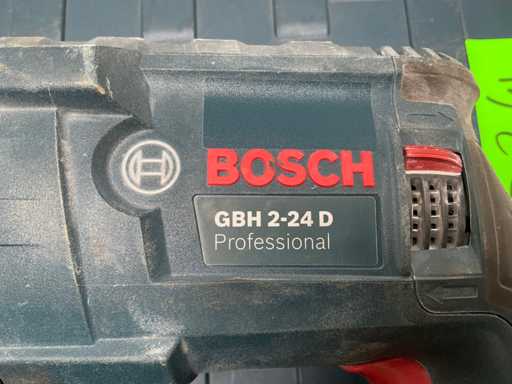 BOSCH
GBH 2-24 D
Professional